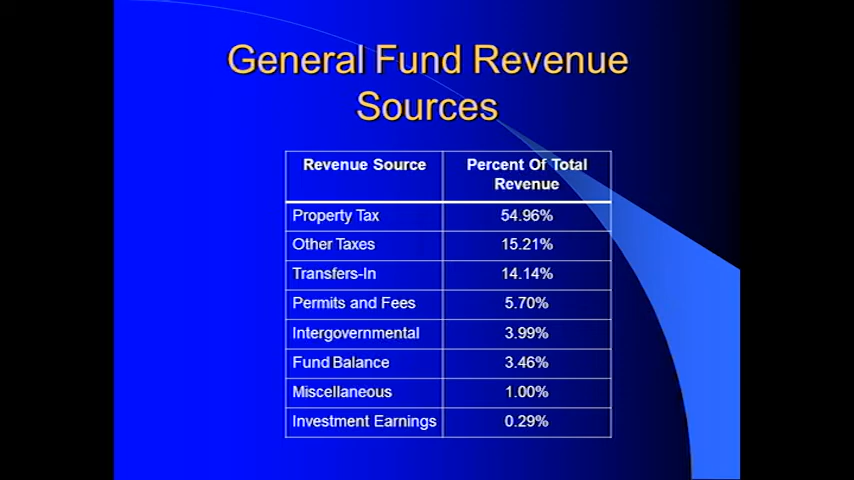 General Fund Revenue
Sources
Revenue Source Percent Of Total
Revenue
Property Tax 54.96%
Other Taxes 15.21%
Transfers-In 14.14%
Permits and Fees 5.70%
Intergovernmental 3.99%
Fund Balance 3.46%
Miscellaneous 1.00%
Investment Earnings 0.29%